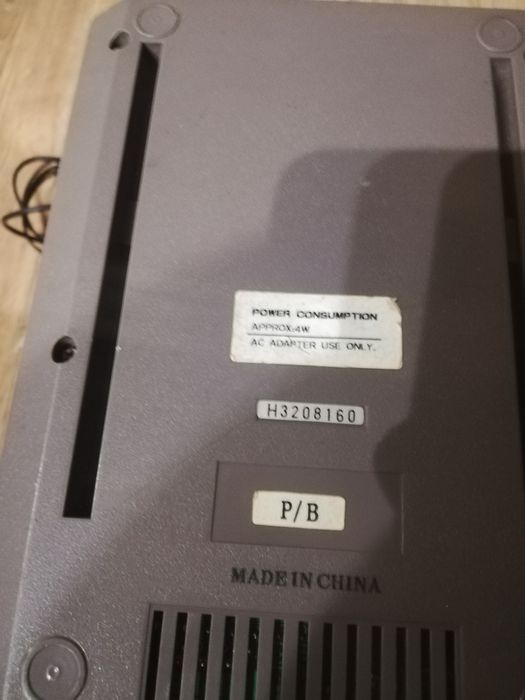 POWER CONSUMPTION
APPROX:4W
AC ADAPTER USE ONLY.
H3208160
P/B
MADE IN CHINA